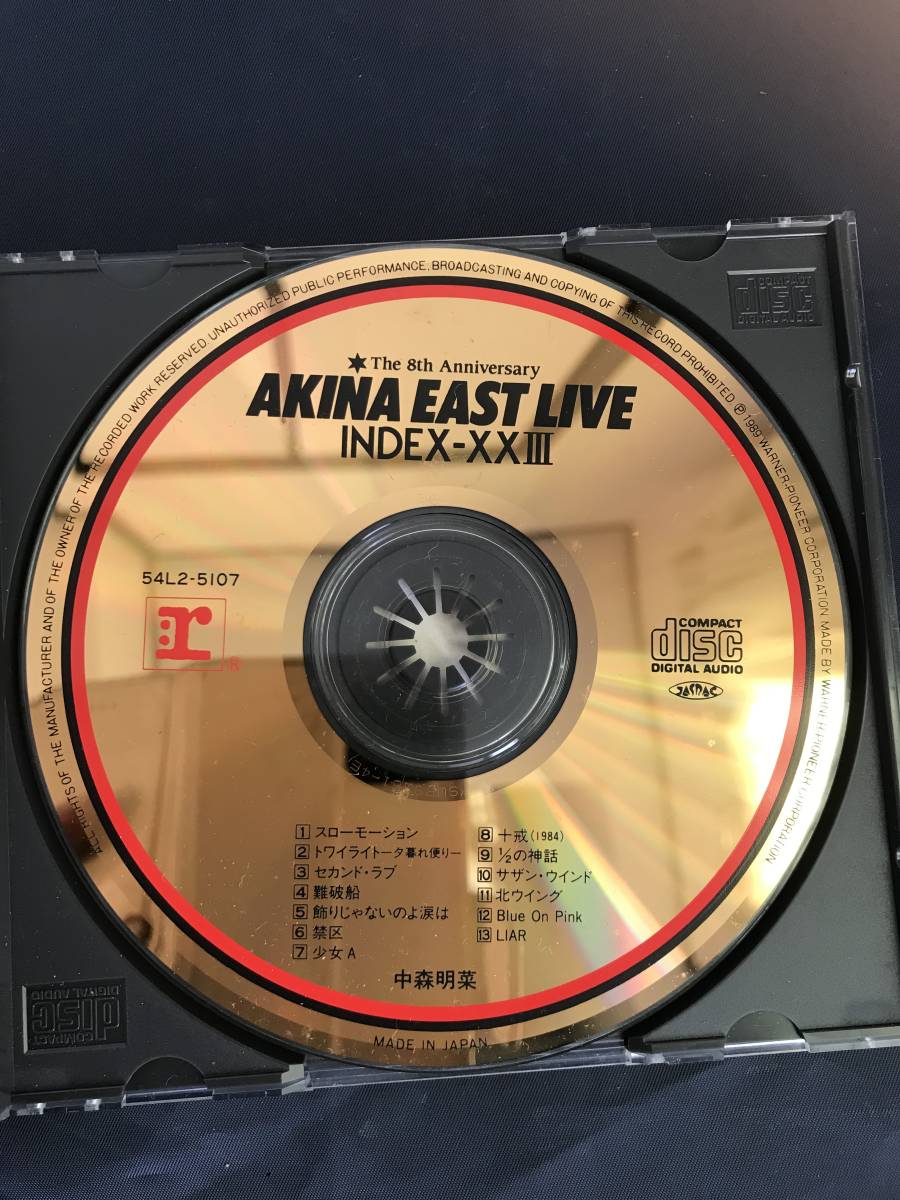 ALL RIGHTS OF THE MANUFACTURER AND OF THE OWNER OF THE RECORDED WORK RESERVED. UNAUTHORIZED PUBLIC PERFORMANCE, BROADCASTING AND COPYING OF THIS RECORD PROHIBITED. ℗1989 WARNER-PIONEER CORPORATION. MADE BY WARNER-PIONEER CORPORATION
The 8th Anniversary
AKINA EAST LIVE
INDEX-XXIII
54L2-5107
r®
COMPACT
disc
DIGITAL AUDIO
JASRAC
1 スローモーション
2 トワイライト―夕暮れ便り―
3 セカンド・ラブ
4 難破船
5 飾りじゃないのよ涙は
6 禁区
7 少女A
8 十戒(1984)
9 ½の神話
10 サザン・ウインド
11 北ウイング
12 Blue On Pink
13 LIAR
中森明菜
MADE IN JAPAN
COMPACT
disc
DIGITAL AUDIO
COMPACT
disc
DIGITAL AUDIO